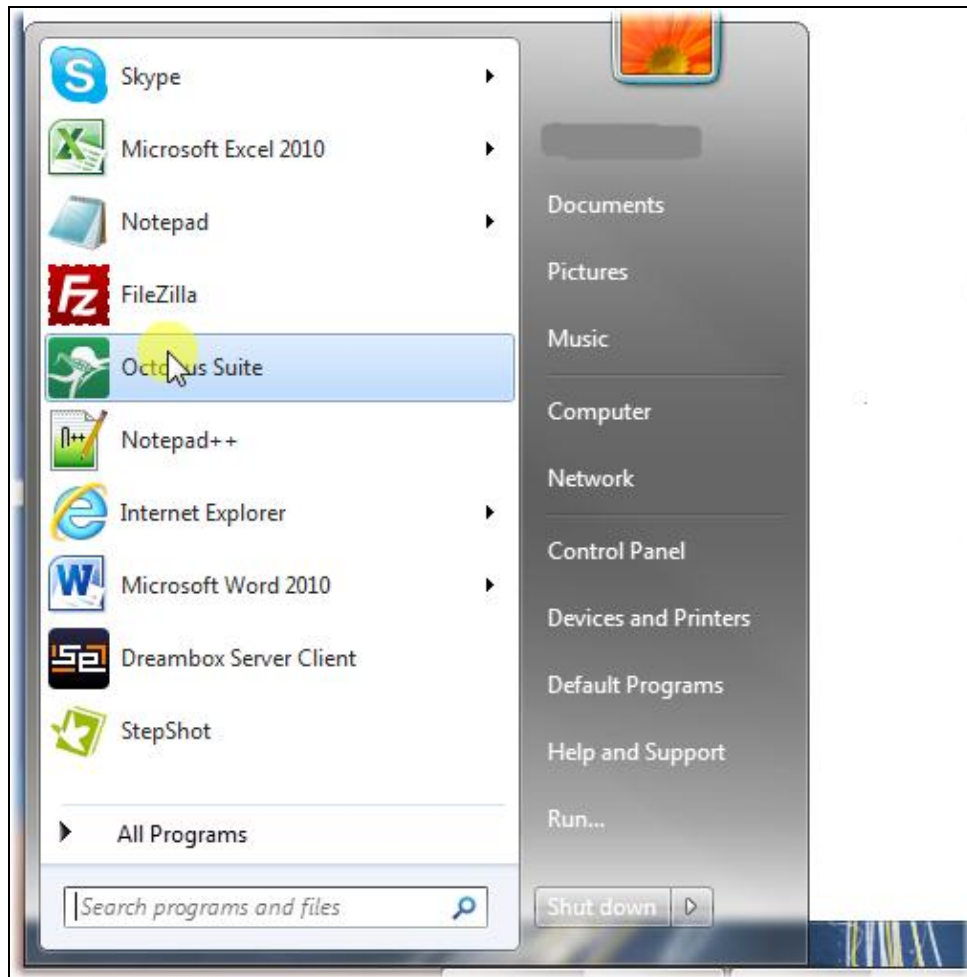 Skype
Microsoft Excel 2010
Notepad
FileZilla
Octopus Suite
Notepad++
Internet Explorer
Microsoft Word 2010
Dreambox Server Client
StepShot
All Programs
Search programs and files
Documents
Pictures
Music
Computer
Network
Control Panel
Devices and Printers
Default Programs
Help and Support
Run...
Shut down